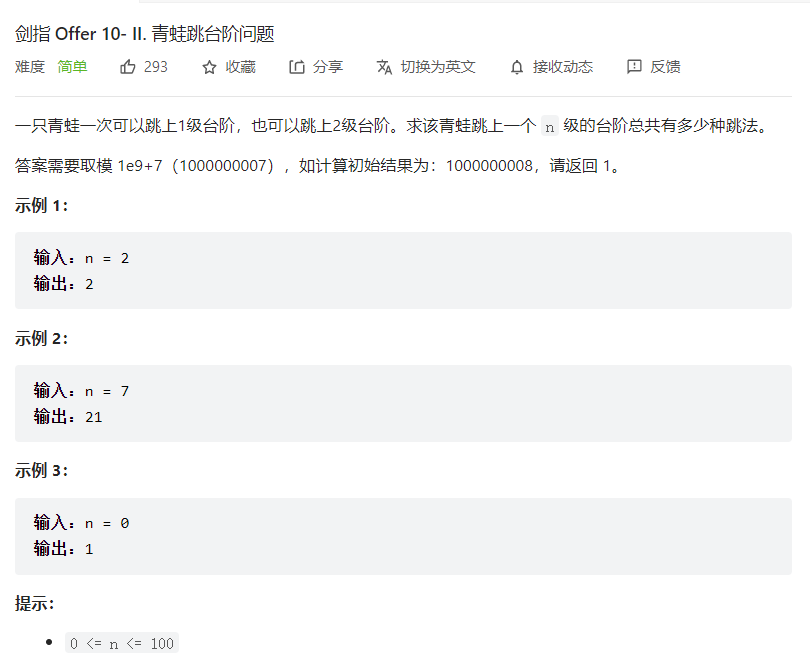 剑指 Offer 10- II. 青蛙跳台阶问题
难度 简单 293 收藏 分享 切换为英文 接收动态 反馈
一只青蛙一次可以跳上1级台阶，也可以跳上2级台阶。求该青蛙跳上一个 n 级的台阶总共有多少种跳法。
答案需要取模 1e9+7（1000000007），如计算初始结果为：1000000008，请返回 1。
示例 1：
输入：n = 2
输出：2
示例 2：
输入：n = 7
输出：21
示例 3：
输入：n = 0
输出：1
提示：
• 0 <= n <= 100